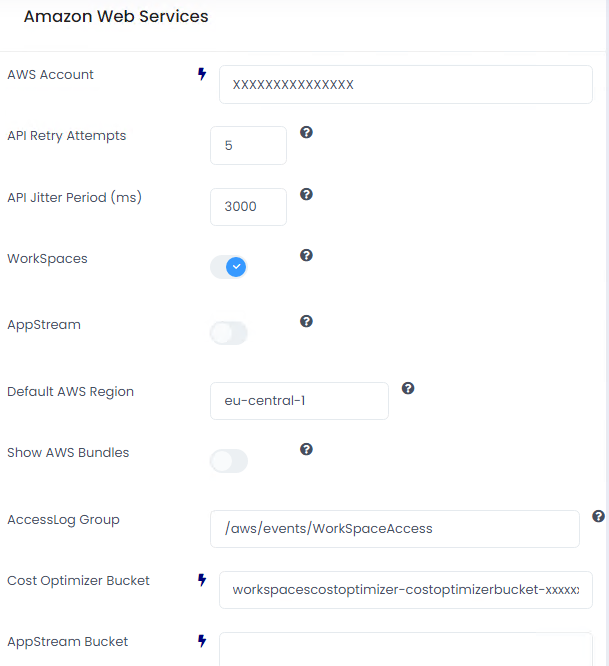 Amazon Web Services
AWS Account XXXXXXXXXXXXXXX
API Retry Attempts 5
API Jitter Period (ms) 3000
WorkSpaces
AppStream
Default AWS Region eu-central-1
Show AWS Bundles
AccessLog Group /aws/events/WorkSpaceAccess
Cost Optimizer Bucket workspacescostoptimizer-costoptimizerbucket-xxxxx
AppStream Bucket